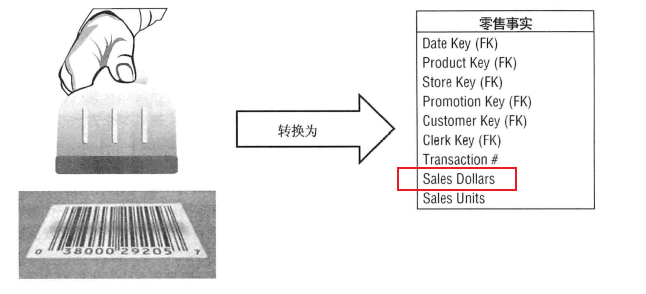 转换为
零售事实
Date Key (FK)
Product Key (FK)
Store Key (FK)
Promotion Key (FK)
Customer Key (FK)
Clerk Key (FK)
Transaction #
Sales Dollars
Sales Units
0 38000 29205 7